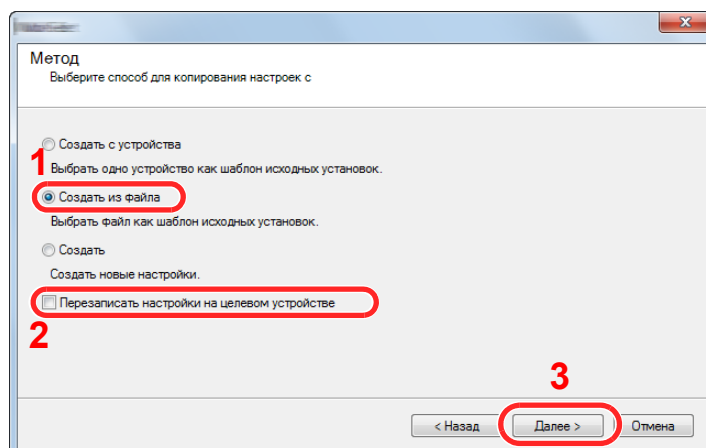 Метод
Выберите способ для копирования настроек с
Создать с устройства
1
Выбрать одно устройство как шаблон исходных установок.
Создать из файла
Выбрать файл как шаблон исходных установок.
Создать
Создать новые настройки.
Перезаписать настройки на целевом устройстве
2
3
< Назад Далее > Отмена